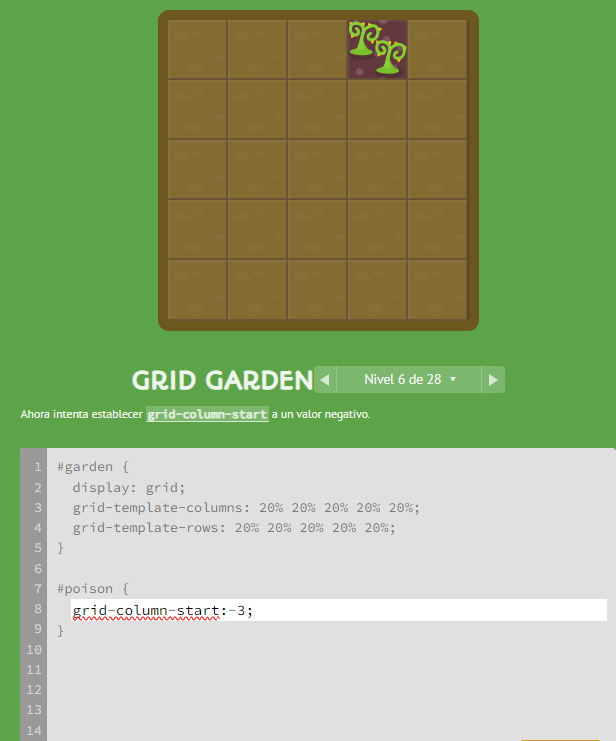 GRID GARDEN
Nivel 6 de 28
Ahora intenta establecer grid-column-start a un valor negativo.
1 #garden {
2 display: grid;
3 grid-template-columns: 20% 20% 20% 20% 20%;
4 grid-template-rows: 20% 20% 20% 20% 20%;
5 }
6
7 #poison {
8 grid-column-start:-3;
9 }
10
11
12
13
14